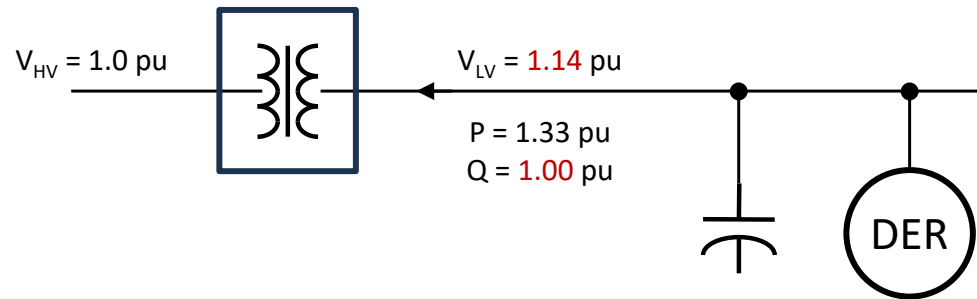 V_HV = 1.0 pu
V_LV = 1.14 pu
P = 1.33 pu
Q = 1.00 pu
DER